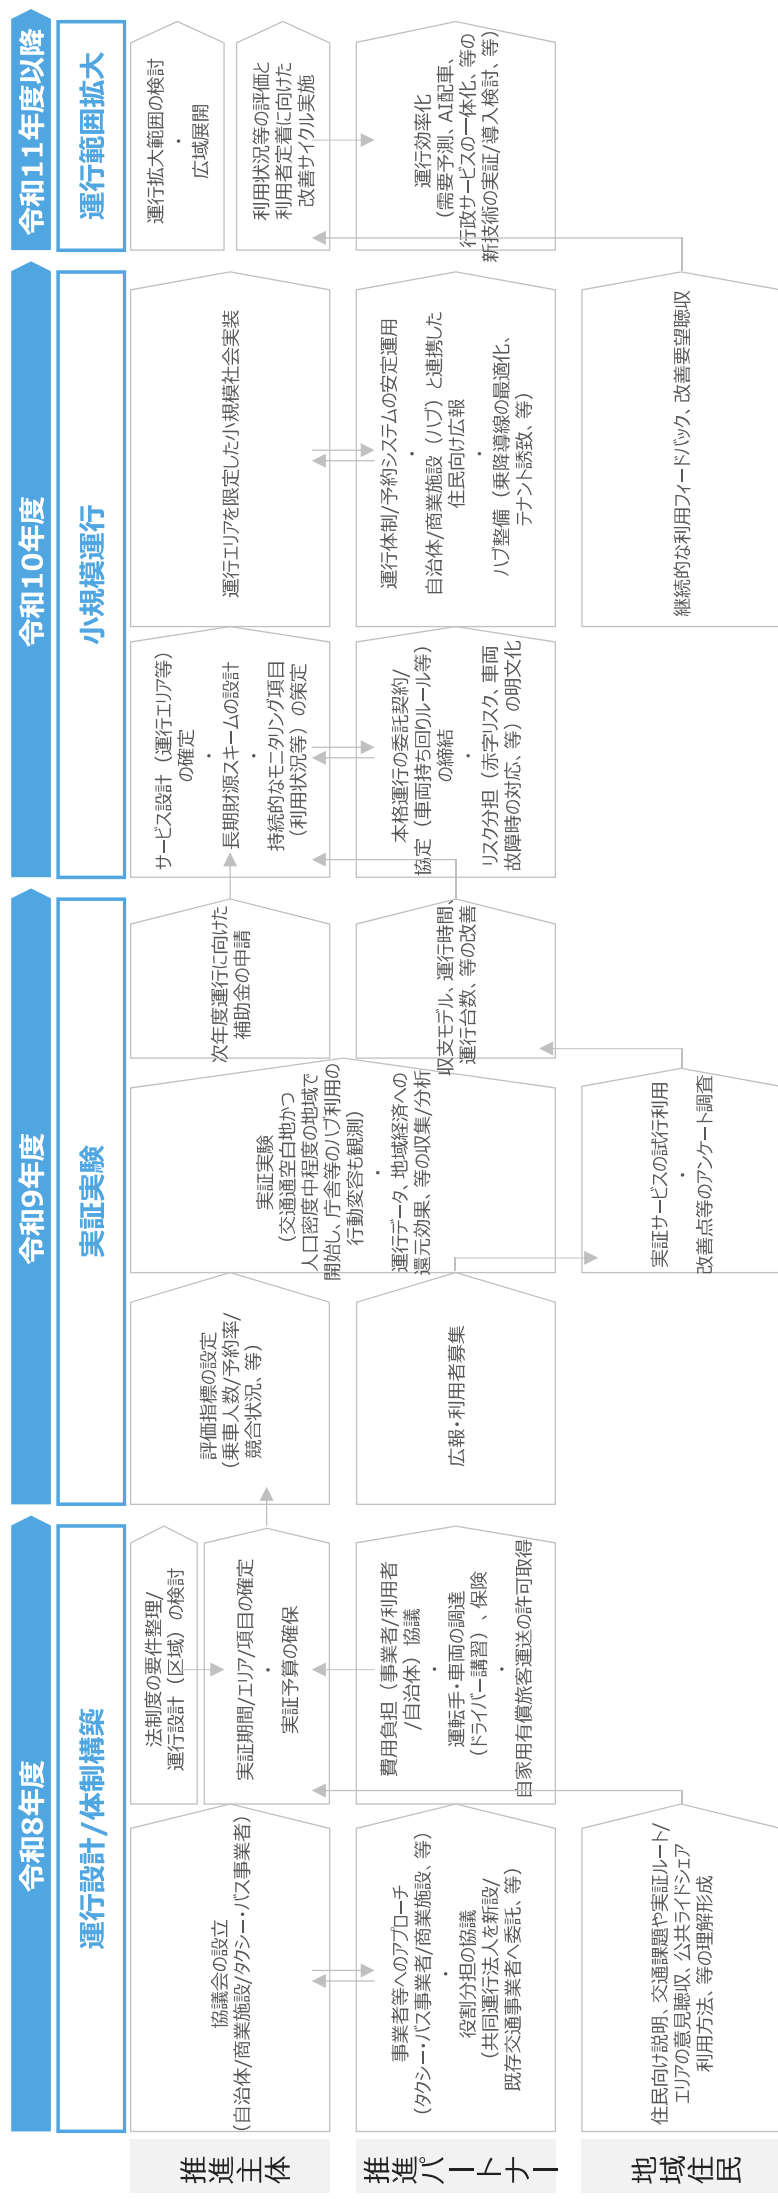 令和8年度
令和9年度
令和10年度
令和11年度以降
運行設計/体制構築
実証実験
小規模運行
運行範囲拡大
推進主体
協議会の設立
(自治体/商業施設/タクシー・バス事業者)
法制度の要件整理/
運行設計（区域）の検討
実証期間/エリア/項目の確定
・
実証予算の確保
評価指標の設定
(乗車人数/予約率/
競合状況、等)
実証実験
(交通空白地かつ
人口密度中程度の地域で
開始し、庁舎等のハブ利用の
行動変容も観測)
・
運行データ、地域経済への
還元効果、等の収集/分析
次年度運行に向けた
補助金の申請
サービス設計（運行エリア等）
の確定
・
長期財源スキームの設計
・
持続的なモニタリング項目
（利用状況等）の策定
運行エリアを限定した小規模社会実装
運行拡大範囲の検討
・
広域展開
利用状況等の評価と
利用者定着に向けた
改善サイクル実施
推進パートナー
事業者等へのアプローチ
(タクシー・バス事業者/商業施設、等)
・
役割分担の協議
(共同運行法人を新設/
既存交通事業者へ委託、等)
費用負担（事業者/利用者
/自治体）協議
・
運転手・車両の調達
(ドライバー講習）、保険
・
自家用有償旅客運送の許可取得
広報・利用者募集
収支モデル、運行時間、
運行台数、等の改善
本格運行の委託契約/
協定（車両持ち回りルール等）
の締結
・
リスク分担（赤字リスク、車両
故障時の対応、等）の明文化
運行体制/予約システムの安定運用
・
自治体/商業施設（ハブ）と連携した
住民向け広報
・
ハブ整備（乗降導線の最適化、
テナント誘致、等）
運行効率化
(需要予測、AI配車、
行政サービスの一体化、等の
新技術の実証/導入検討、等)
地域住民
住民向け説明、交通課題や実証ルート/
エリアの意見聴収、公共ライドシェア
利用方法、等の理解形成
実証サービスの試行利用
・
改善点等のアンケート調査
継続的な利用フィードバック、改善要望聴収